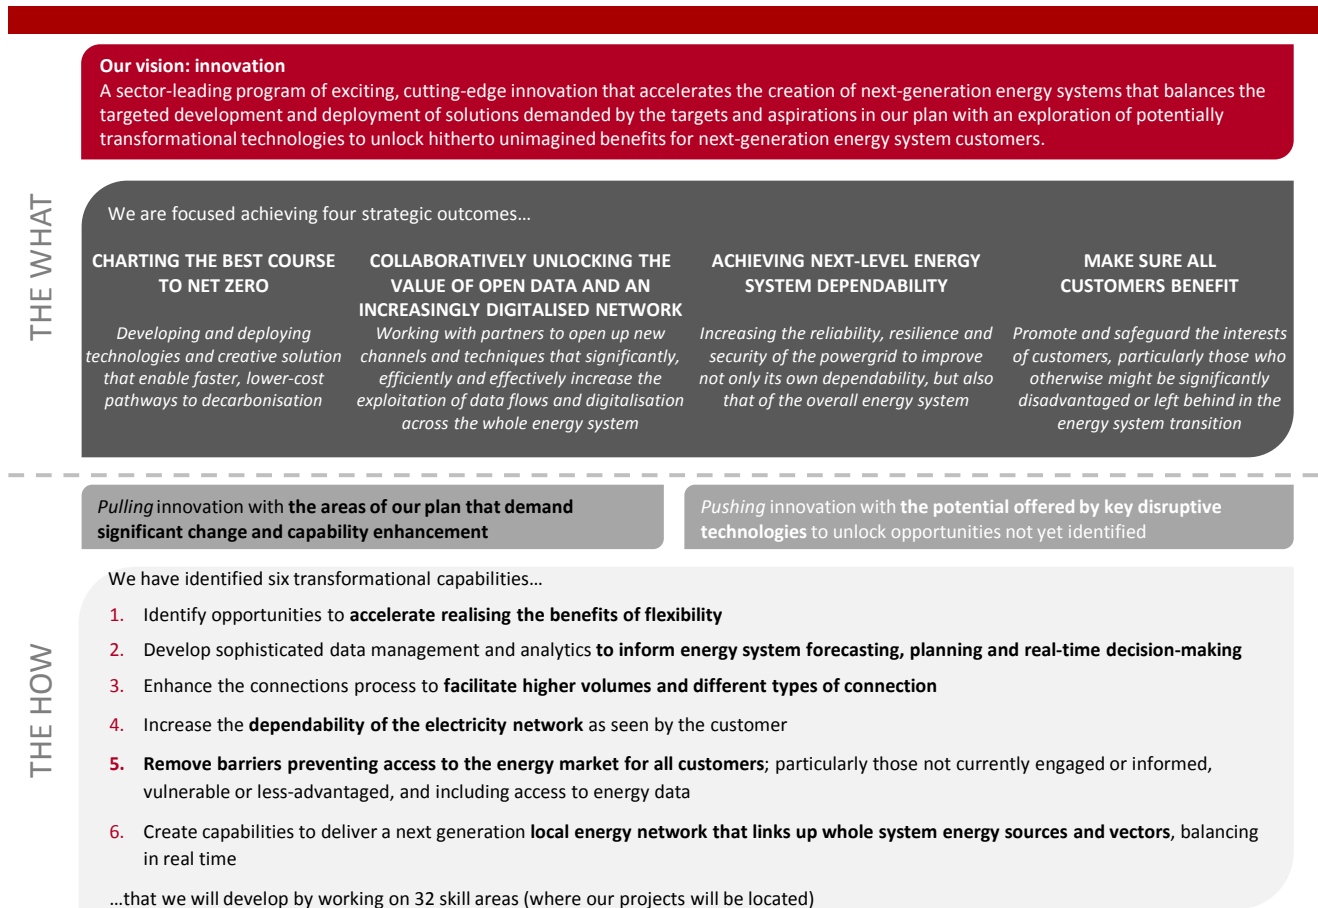 Our vision: innovation
A sector-leading program of exciting, cutting-edge innovation that accelerates the creation of next-generation energy systems that balances the
targeted development and deployment of solutions demanded by the targets and aspirations in our plan with an exploration of potentially
transformational technologies to unlock hitherto unimagined benefits for next-generation energy system customers.
THE WHAT
We are focused achieving four strategic outcomes...
CHARTING THE BEST COURSE
TO NET ZERO
Developing and deploying
technologies and creative solution
that enable faster, lower-cost
pathways to decarbonisation
COLLABORATIVELY UNLOCKING THE
VALUE OF OPEN DATA AND AN
INCREASINGLY DIGITALISED NETWORK
Working with partners to open up new
channels and techniques that significantly,
efficiently and effectively increase the
exploitation of data flows and digitalisation
across the whole energy system
ACHIEVING NEXT-LEVEL ENERGY
SYSTEM DEPENDABILITY
Increasing the reliability, resilience and
security of the powergrid to improve
not only its own dependability, but also
that of the overall energy system
MAKE SURE ALL
CUSTOMERS BENEFIT
Promote and safeguard the interests
of customers, particularly those who
otherwise might be significantly
disadvantaged or left behind in the
energy system transition
THE HOW
Pulling innovation with the areas of our plan that demand
significant change and capability enhancement
Pushing innovation with the potential offered by key disruptive
technologies to unlock opportunities not yet identified
We have identified six transformational capabilities...
1. Identify opportunities to accelerate realising the benefits of flexibility
2. Develop sophisticated data management and analytics to inform energy system forecasting, planning and real-time decision-making
3. Enhance the connections process to facilitate higher volumes and different types of connection
4. Increase the dependability of the electricity network as seen by the customer
5. Remove barriers preventing access to the energy market for all customers; particularly those not currently engaged or informed,
vulnerable or less-advantaged, and including access to energy data
6. Create capabilities to deliver a next generation local energy network that links up whole system energy sources and vectors, balancing
in real time
...that we will develop by working on 32 skill areas (where our projects will be located)